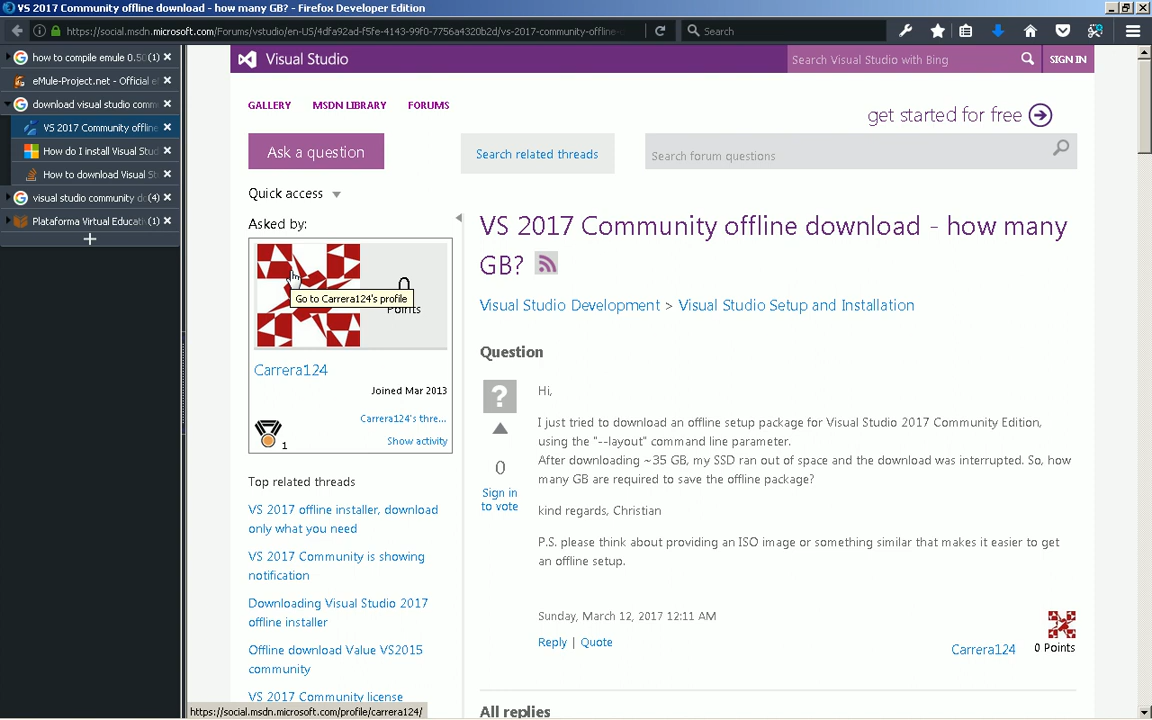 VS 2017 Community offline download - how many GB? - Firefox Developer Edition
https://social.msdn.microsoft.com/Forums/vstudio/en-US/4dfa92ad-f5fe-4143-99f0-7756a4320b2d/vs-2017-community-offline-
Search
how to compile emule 0.50 (1)
eMule-Project.net - Official e
download visual studio comm
VS 2017 Community offline
How do I install Visual Stud
How to download Visual St
visual studio community do (4)
Plataforma Virtual Educati (1)
Visual Studio
Search Visual Studio with Bing
SIGN IN
GALLERY MSDN LIBRARY FORUMS
get started for free
Ask a question
Search related threads
Search forum questions
Quick access
Asked by:
0
Points
Go to Carrera124's profile
Carrera124
Joined Mar 2013
Carrera124's thre...
1
Show activity
Top related threads
VS 2017 offline installer, download
only what you need
VS 2017 Community is showing
notification
Downloading Visual Studio 2017
offline installer
Offline download Value VS2015
community
VS 2017 Community license
VS 2017 Community offline download - how many
GB?
Visual Studio Development > Visual Studio Setup and Installation
Question
?
0
Sign in
to vote
Hi,
I just tried to download an offline setup package for Visual Studio 2017 Community Edition,
using the "--layout" command line parameter.
After downloading ~35 GB, my SSD ran out of space and the download was interrupted. So, how
many GB are required to save the offline package?
kind regards, Christian
P.S. please think about providing an ISO image or something similar that makes it easier to get
an offline setup.
Sunday, March 12, 2017 12:11 AM
Reply | Quote
Carrera124
0 Points
All replies
https://social.msdn.microsoft.com/profile/carrera124/